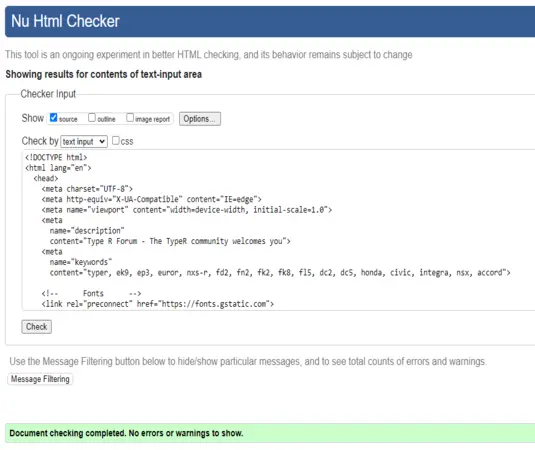 Nu Html Checker
This tool is an ongoing experiment in better HTML checking, and its behavior remains subject to change
Showing results for contents of text-input area
Checker Input
Show source outline image report Options...
Check by text input css
<!DOCTYPE html>
<html lang="en">
<head>
<meta charset="UTF-8">
<meta http-equiv="X-UA-Compatible" content="IE=edge">
<meta name="viewport" content="width=device-width, initial-scale=1.0">
<meta
name="description"
content="Type R Forum - The TypeR community welcomes you">
<meta
name="keywords"
content="typer, ek9, ep3, euror, nxs-r, fd2, fn2, fk2, fk8, fl5, dc2, dc5, honda, civic, integra, nsx, accord">
<!-- Fonts -->
<link rel="preconnect" href="https://fonts.gstatic.com">
Check
Use the Message Filtering button below to hide/show particular messages, and to see total counts of errors and warnings.
Message Filtering
Document checking completed. No errors or warnings to show.